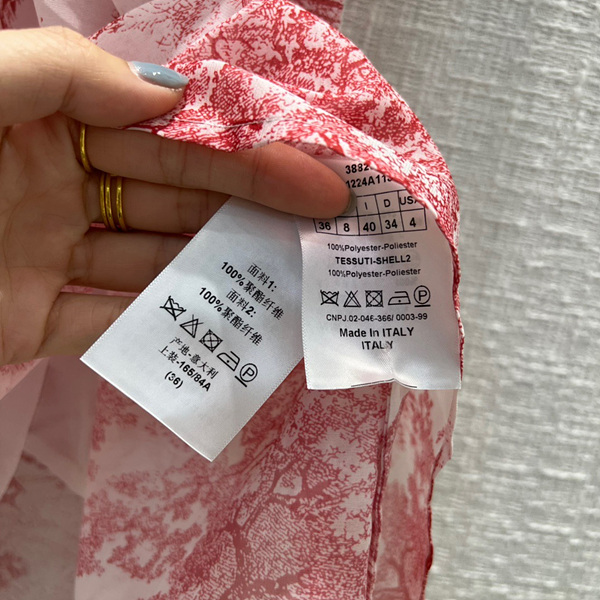 面料1:
100%聚酯纤维
面料2:
100%聚酯纤维
产地-意大利
上装-165/84A
(36)
I D USA
36 8 40 34 4
100%Polyester-Poliester
TESSUTI-SHELL2
100%Polyester-Poliester
CNPJ.02-046-366/ 0003-99
Made In ITALY
ITALY